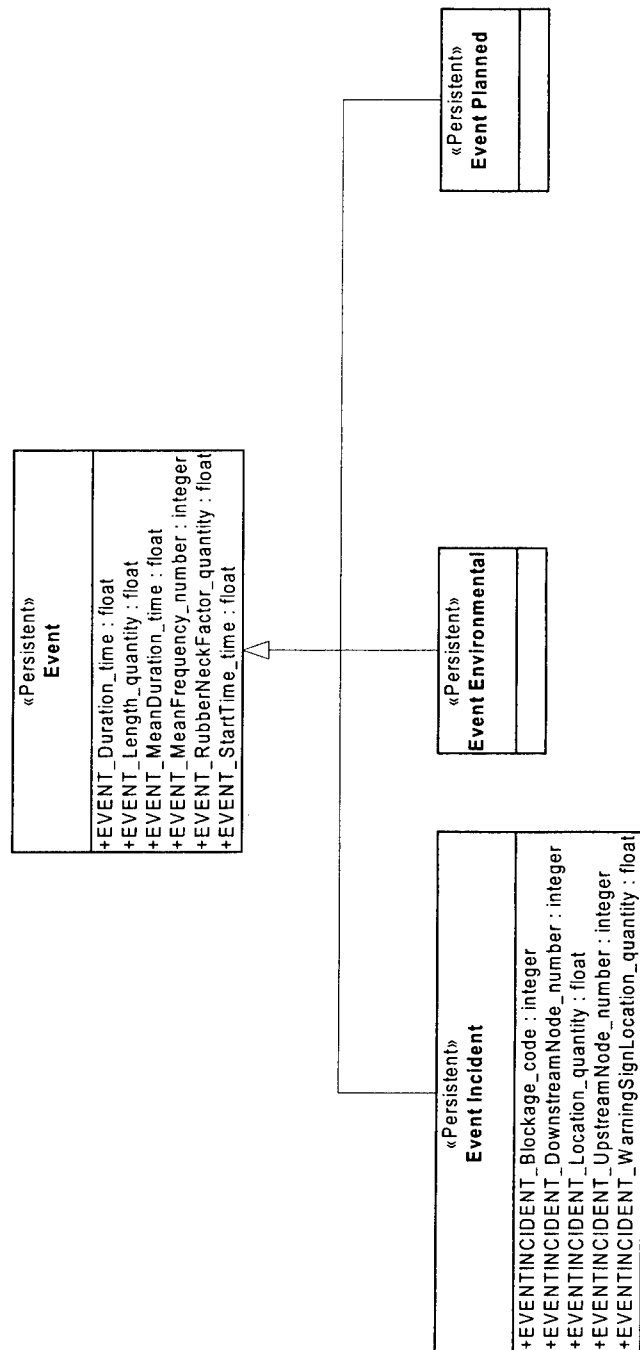 «Persistent»
Event
+EVENT_Duration_time : float
+EVENT_Length_quantity : float
+EVENT_MeanDuration_time : float
+EVENT_MeanFrequency_number : integer
+EVENT_RubberNeckFactor_quantity : float
+EVENT_StartTime_time : float
«Persistent»
Event Incident
+EVENTINCIDENT_Blockage_code : integer
+EVENTINCIDENT_DownstreamNode_number : integer
+EVENTINCIDENT_Location_quantity : float
+EVENTINCIDENT_UpstreamNode_number : integer
+EVENTINCIDENT_WarningSignLocation_quantity : float
«Persistent»
Event Environmental
«Persistent»
Event Planned